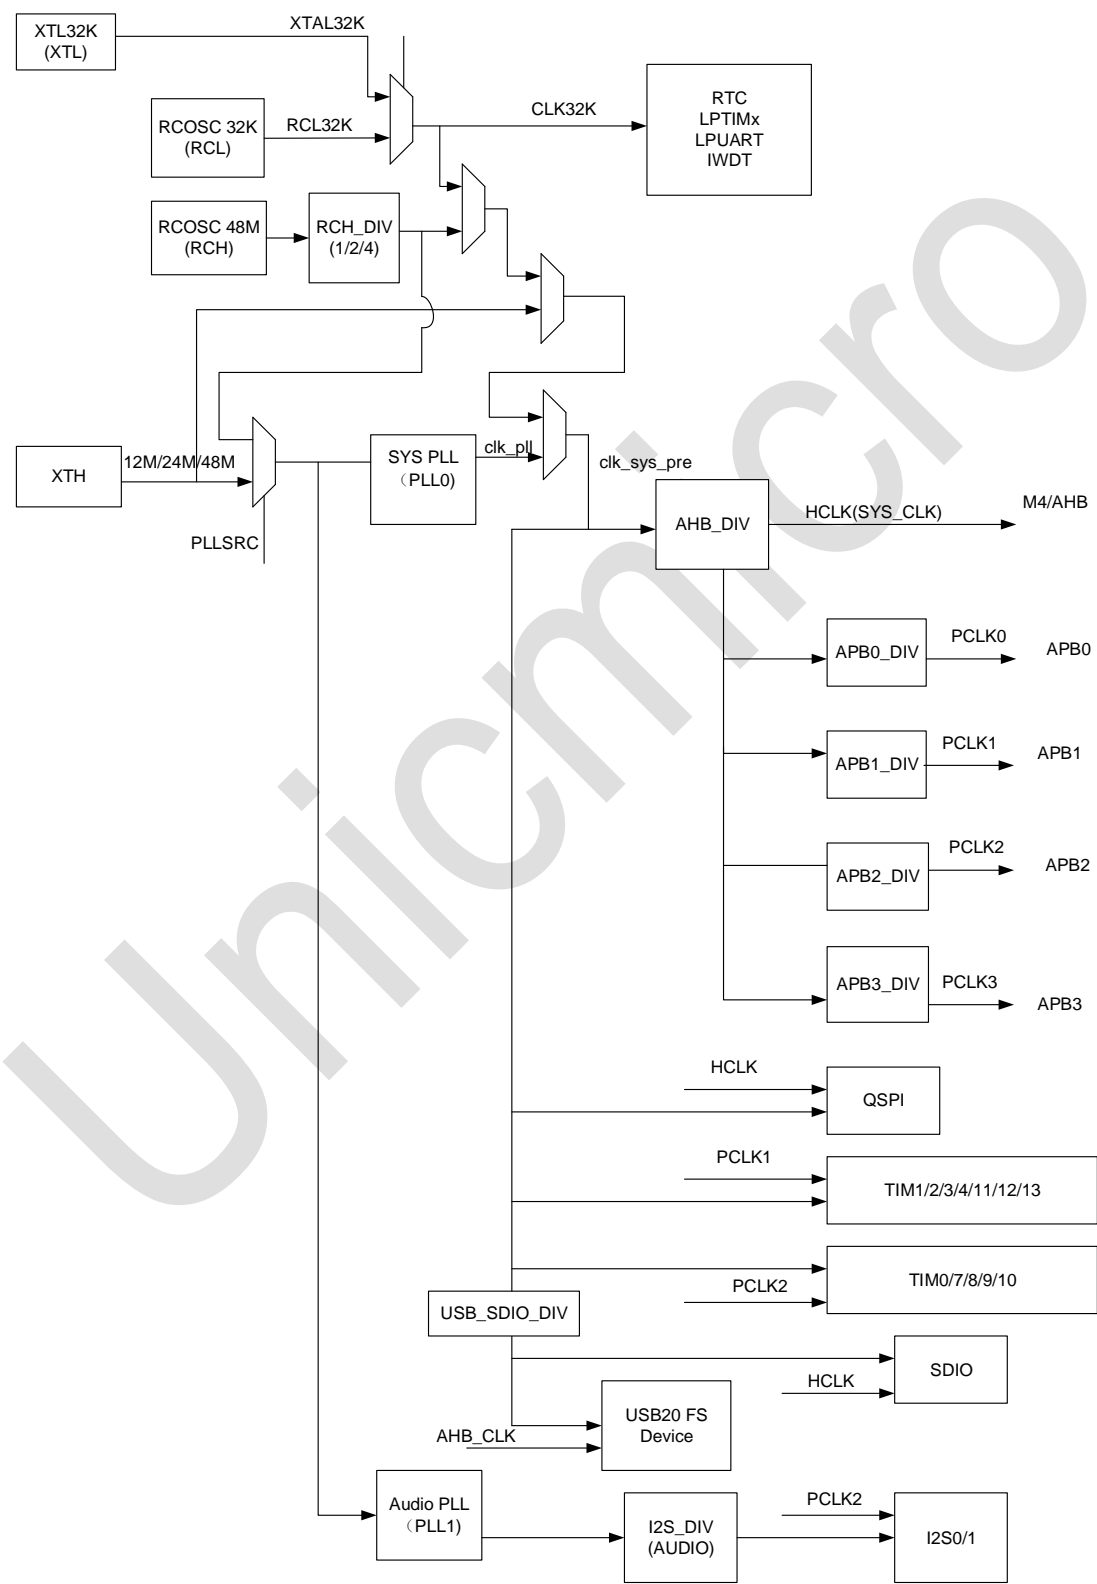 XTL32K
(XTL)
XTAL32K
RCOSC 32K
(RCL)
RCL32K
CLK32K
RTC
LPTIMx
LPUART
IWDT
RCOSC 48M
(RCH)
RCH_DIV
(1/2/4)
XTH
12M/24M/48M
PLLSRC
SYS PLL
（PLL0)
clk_pll
clk_sys_pre
AHB_DIV
HCLK(SYS_CLK)
M4/AHB
APB0_DIV
PCLK0
APB0
APB1_DIV
PCLK1
APB1
APB2_DIV
PCLK2
APB2
APB3_DIV
PCLK3
APB3
HCLK
QSPI
PCLK1
TIM1/2/3/4/11/12/13
TIM0/7/8/9/10
PCLK2
USB_SDIO_DIV
SDIO
HCLK
USB20 FS
Device
AHB_CLK
Audio PLL
（PLL1)
I2S_DIV
(AUDIO)
PCLK2
I2S0/1
Unicmicro